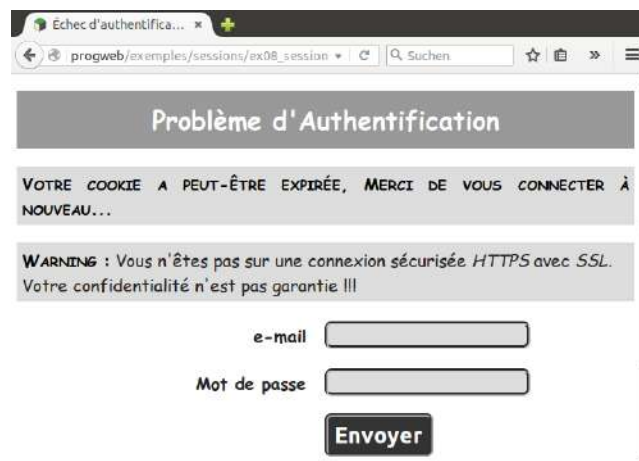 Échec d'authentifica...
progweb/exemples/sessions/ex08_session
Suchen
Problème d'Authentification
VOTRE COOKIE A PEUT-ÊTRE EXPIRÉE, MERCI DE VOUS CONNECTER À
NOUVEAU...
WARNING : Vous n'êtes pas sur une connexion sécurisée HTTPS avec SSL.
Votre confidentialité n'est pas garantie !!!
e-mail
Mot de passe
Envoyer